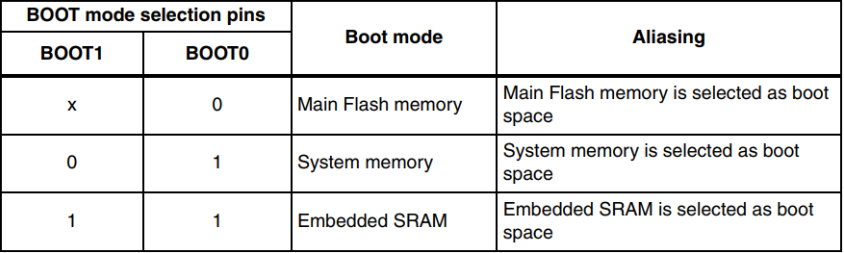 BOOT mode selection pins
Boot mode
Aliasing
BOOT1
BOOT0
x
0
Main Flash memory
Main Flash memory is selected as boot
space
0
1
System memory
System memory is selected as boot
space
1
1
Embedded SRAM
Embedded SRAM is selected as boot
space